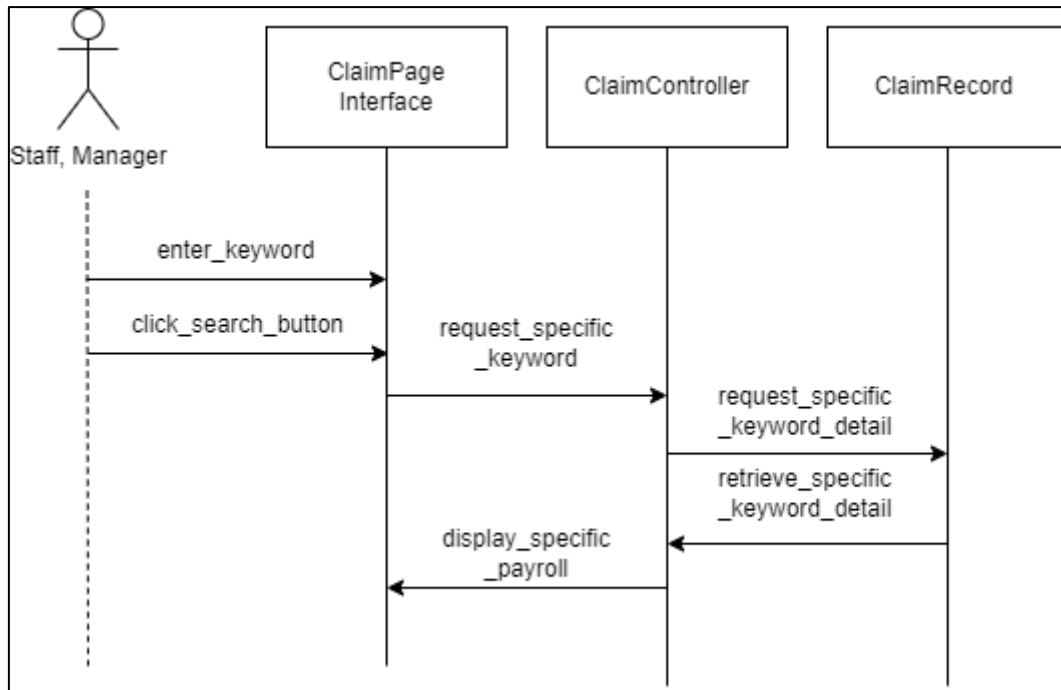 ClaimPage
Interface
ClaimController
ClaimRecord
Staff, Manager
enter_keyword
click_search_button
request_specific
_keyword
request_specific
_keyword_detail
retrieve_specific
_keyword_detail
display_specific
_payroll